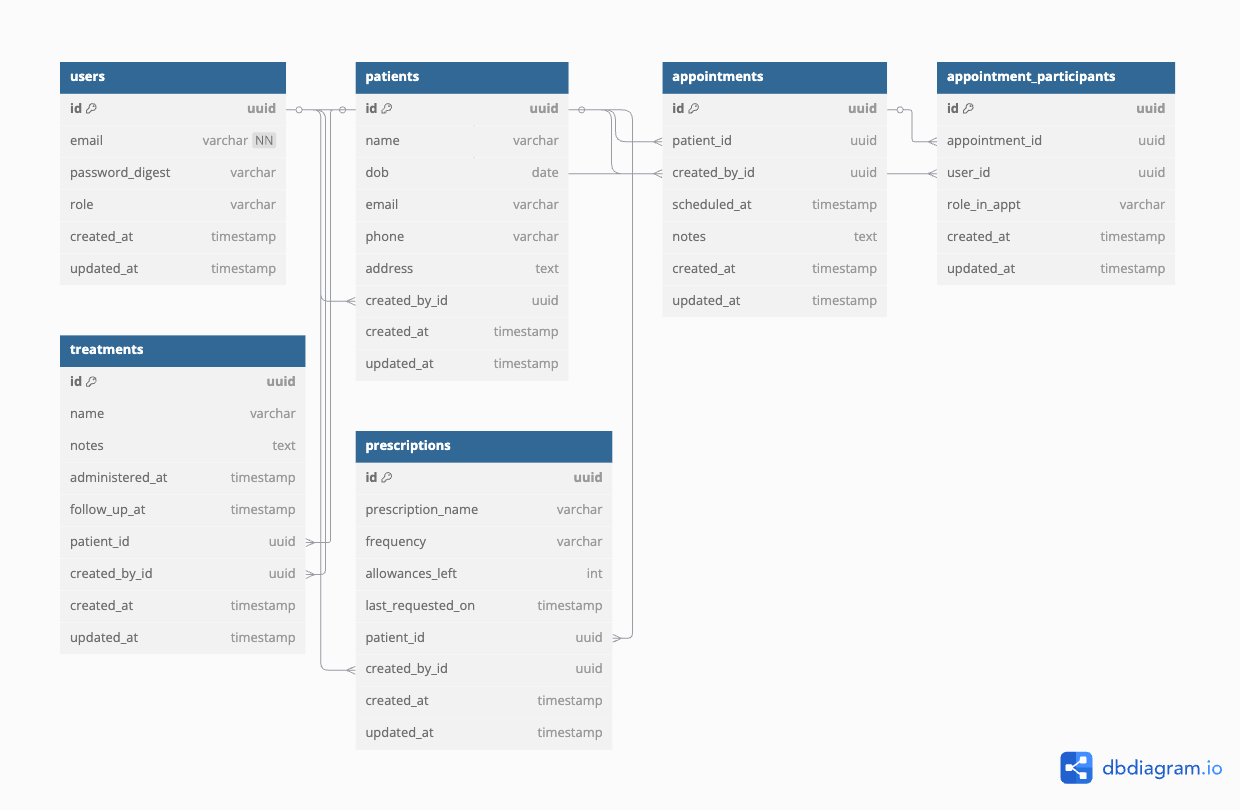 users
id uuid
email varchar NN
password_digest varchar
role varchar
created_at timestamp
updated_at timestamp
patients
id uuid
name varchar
dob date
email varchar
phone varchar
address text
created_by_id uuid
created_at timestamp
updated_at timestamp
appointments
id uuid
patient_id uuid
created_by_id uuid
scheduled_at timestamp
notes text
created_at timestamp
updated_at timestamp
appointment_participants
id uuid
appointment_id uuid
user_id uuid
role_in_appt varchar
created_at timestamp
updated_at timestamp
treatments
id uuid
name varchar
notes text
administered_at timestamp
follow_up_at timestamp
patient_id uuid
created_by_id uuid
created_at timestamp
updated_at timestamp
prescriptions
id uuid
prescription_name varchar
frequency varchar
allowances_left int
last_requested_on timestamp
patient_id uuid
created_by_id uuid
created_at timestamp
updated_at timestamp
dbdiagram.io